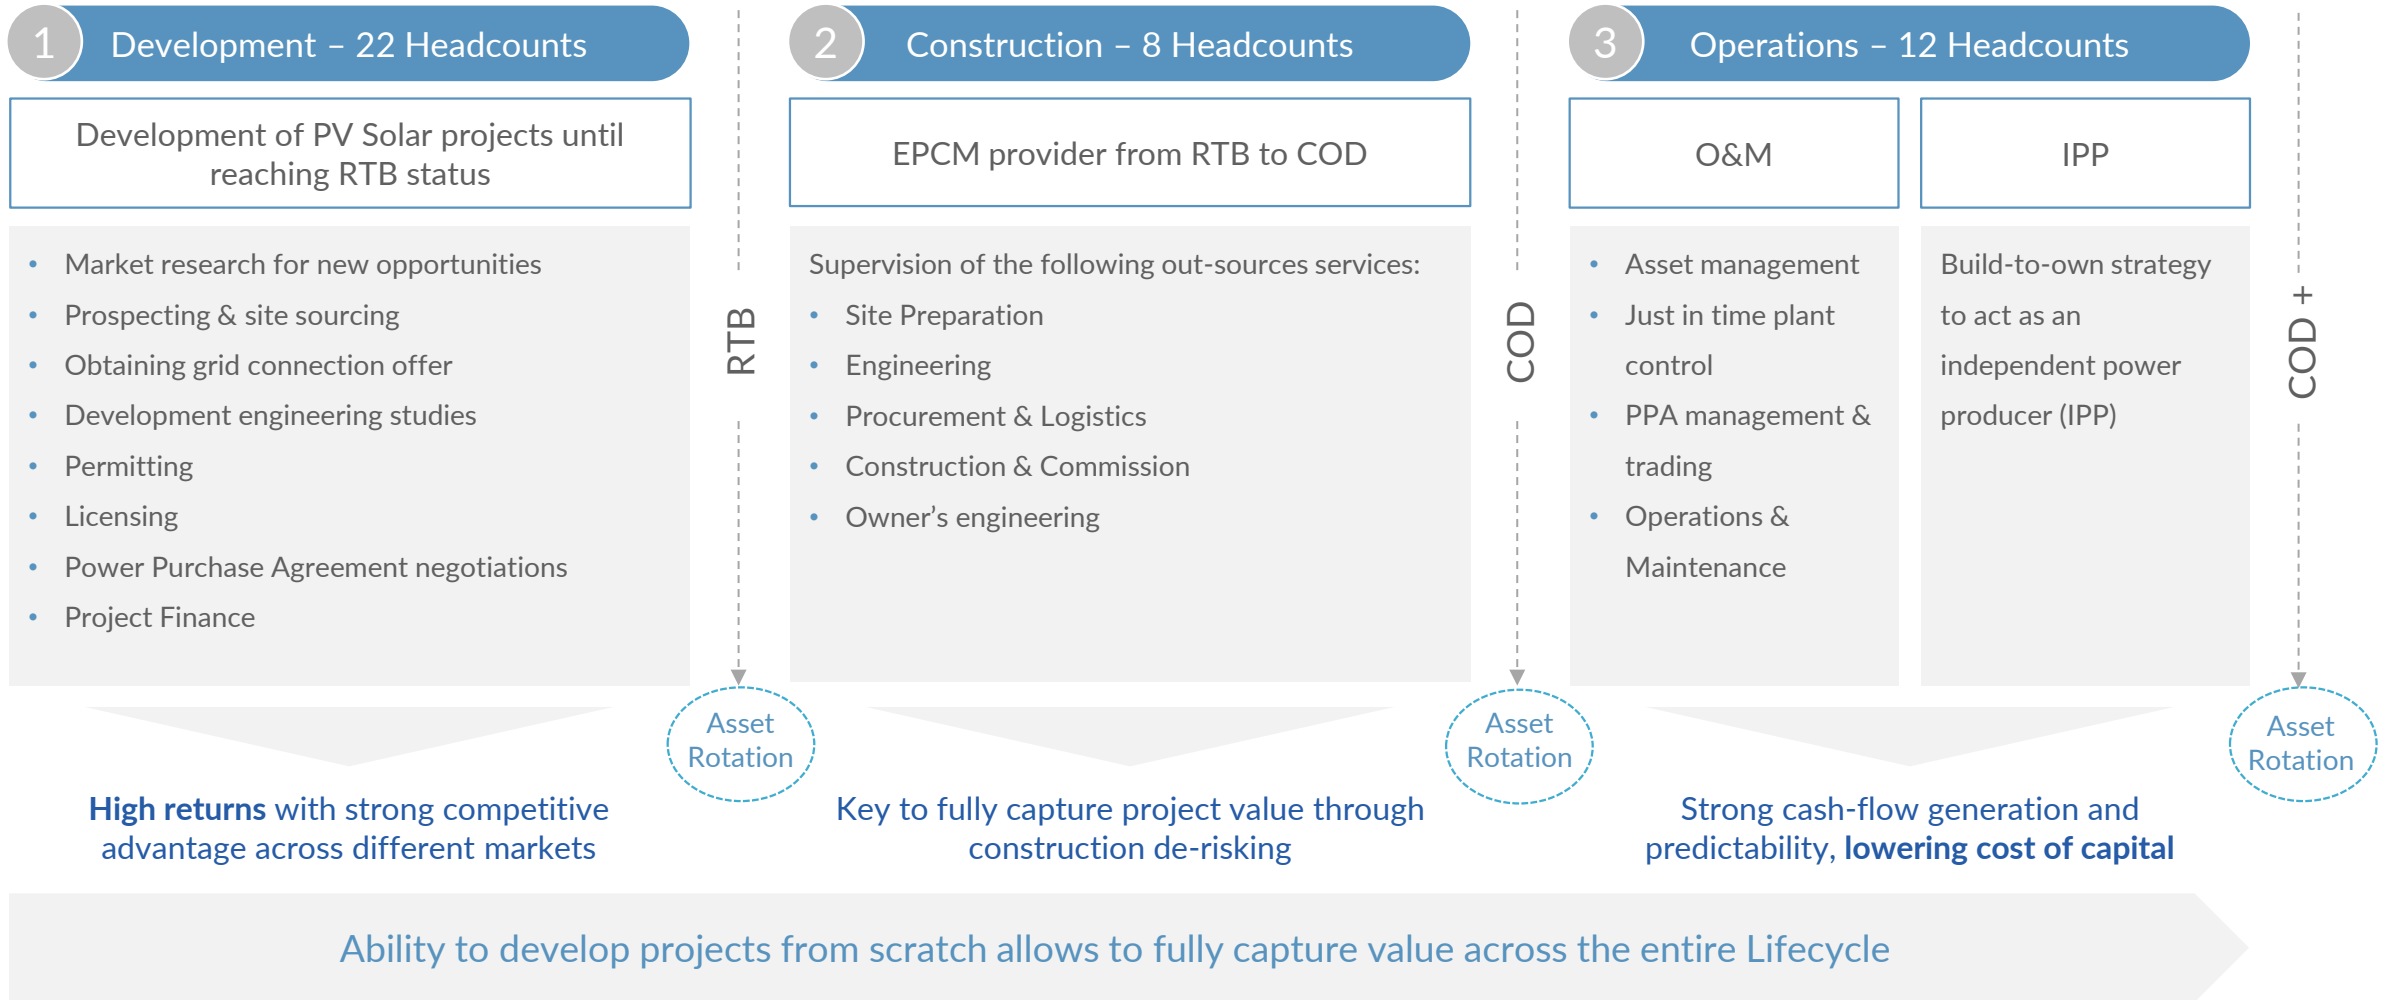 1
Development – 22 Headcounts
Development of PV Solar projects until
reaching RTB status
• Market research for new opportunities
• Prospecting & site sourcing
• Obtaining grid connection offer
• Development engineering studies
• Permitting
• Licensing
• Power Purchase Agreement negotiations
• Project Finance
High returns with strong competitive
advantage across different markets
RTB
Asset
Rotation
2
Construction – 8 Headcounts
EPCM provider from RTB to COD
Supervision of the following out-sources services:
• Site Preparation
• Engineering
• Procurement & Logistics
• Construction & Commission
• Owner’s engineering
Key to fully capture project value through
construction de-risking
COD
Asset
Rotation
3
Operations – 12 Headcounts
O&M
• Asset management
• Just in time plant
control
• PPA management &
trading
• Operations &
Maintenance
IPP
Build-to-own strategy
to act as an
independent power
producer (IPP)
Strong cash-flow generation and
predictability, lowering cost of capital
COD +
Asset
Rotation
Ability to develop projects from scratch allows to fully capture value across the entire Lifecycle